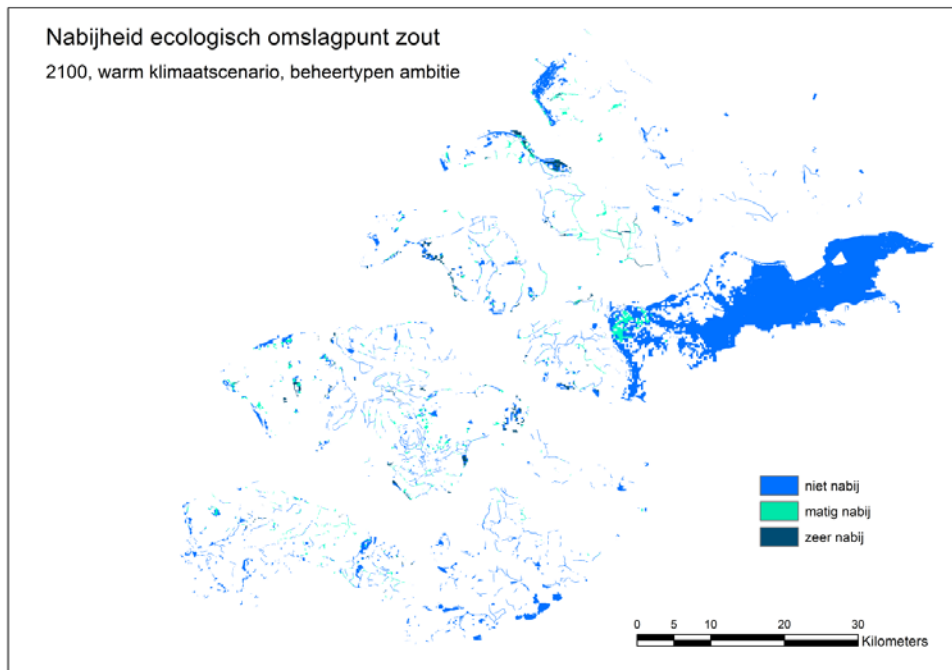 Nabijheid ecologisch omslagpunt zout
2100, warm klimaatscenario, beheertypen ambitie
niet nabij
matig nabij
zeer nabij
0 5 10 20 30
Kilometers